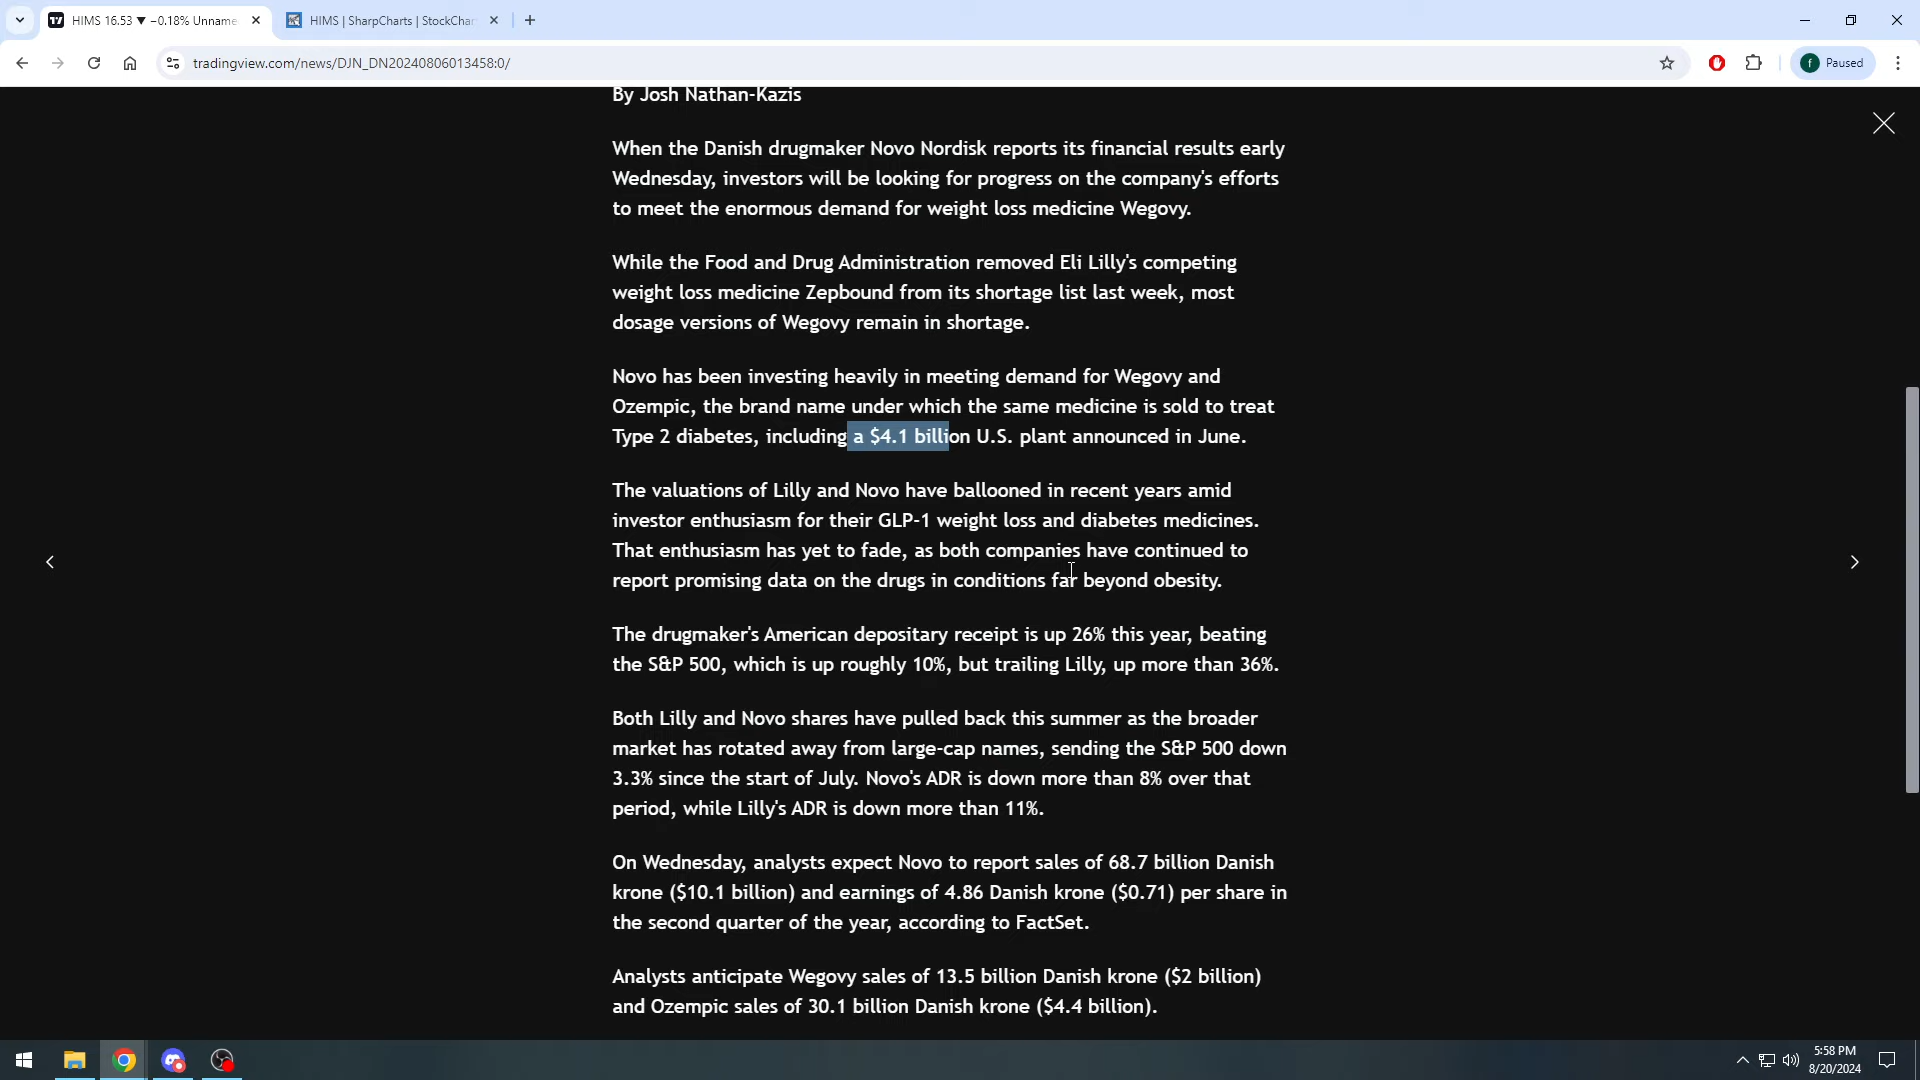 HIMS 16.53 ▼ −0.18% Unname
HIMS | SharpCharts | StockChar
tradingview.com/news/DJN_DN20240806013458:0/
f
Paused
By Josh Nathan-Kazis
When the Danish drugmaker Novo Nordisk reports its financial results early
Wednesday, investors will be looking for progress on the company's efforts
to meet the enormous demand for weight loss medicine Wegovy.
While the Food and Drug Administration removed Eli Lilly's competing
weight loss medicine Zepbound from its shortage list last week, most
dosage versions of Wegovy remain in shortage.
Novo has been investing heavily in meeting demand for Wegovy and
Ozempic, the brand name under which the same medicine is sold to treat
Type 2 diabetes, including a $4.1 billion U.S. plant announced in June.
The valuations of Lilly and Novo have ballooned in recent years amid
investor enthusiasm for their GLP-1 weight loss and diabetes medicines.
That enthusiasm has yet to fade, as both companies have continued to
report promising data on the drugs in conditions far beyond obesity.
The drugmaker's American depositary receipt is up 26% this year, beating
the S&P 500, which is up roughly 10%, but trailing Lilly, up more than 36%.
Both Lilly and Novo shares have pulled back this summer as the broader
market has rotated away from large-cap names, sending the S&P 500 down
3.3% since the start of July. Novo's ADR is down more than 8% over that
period, while Lilly's ADR is down more than 11%.
On Wednesday, analysts expect Novo to report sales of 68.7 billion Danish
krone ($10.1 billion) and earnings of 4.86 Danish krone ($0.71) per share in
the second quarter of the year, according to FactSet.
Analysts anticipate Wegovy sales of 13.5 billion Danish krone ($2 billion)
and Ozempic sales of 30.1 billion Danish krone ($4.4 billion).
5:58 PM
8/20/2024